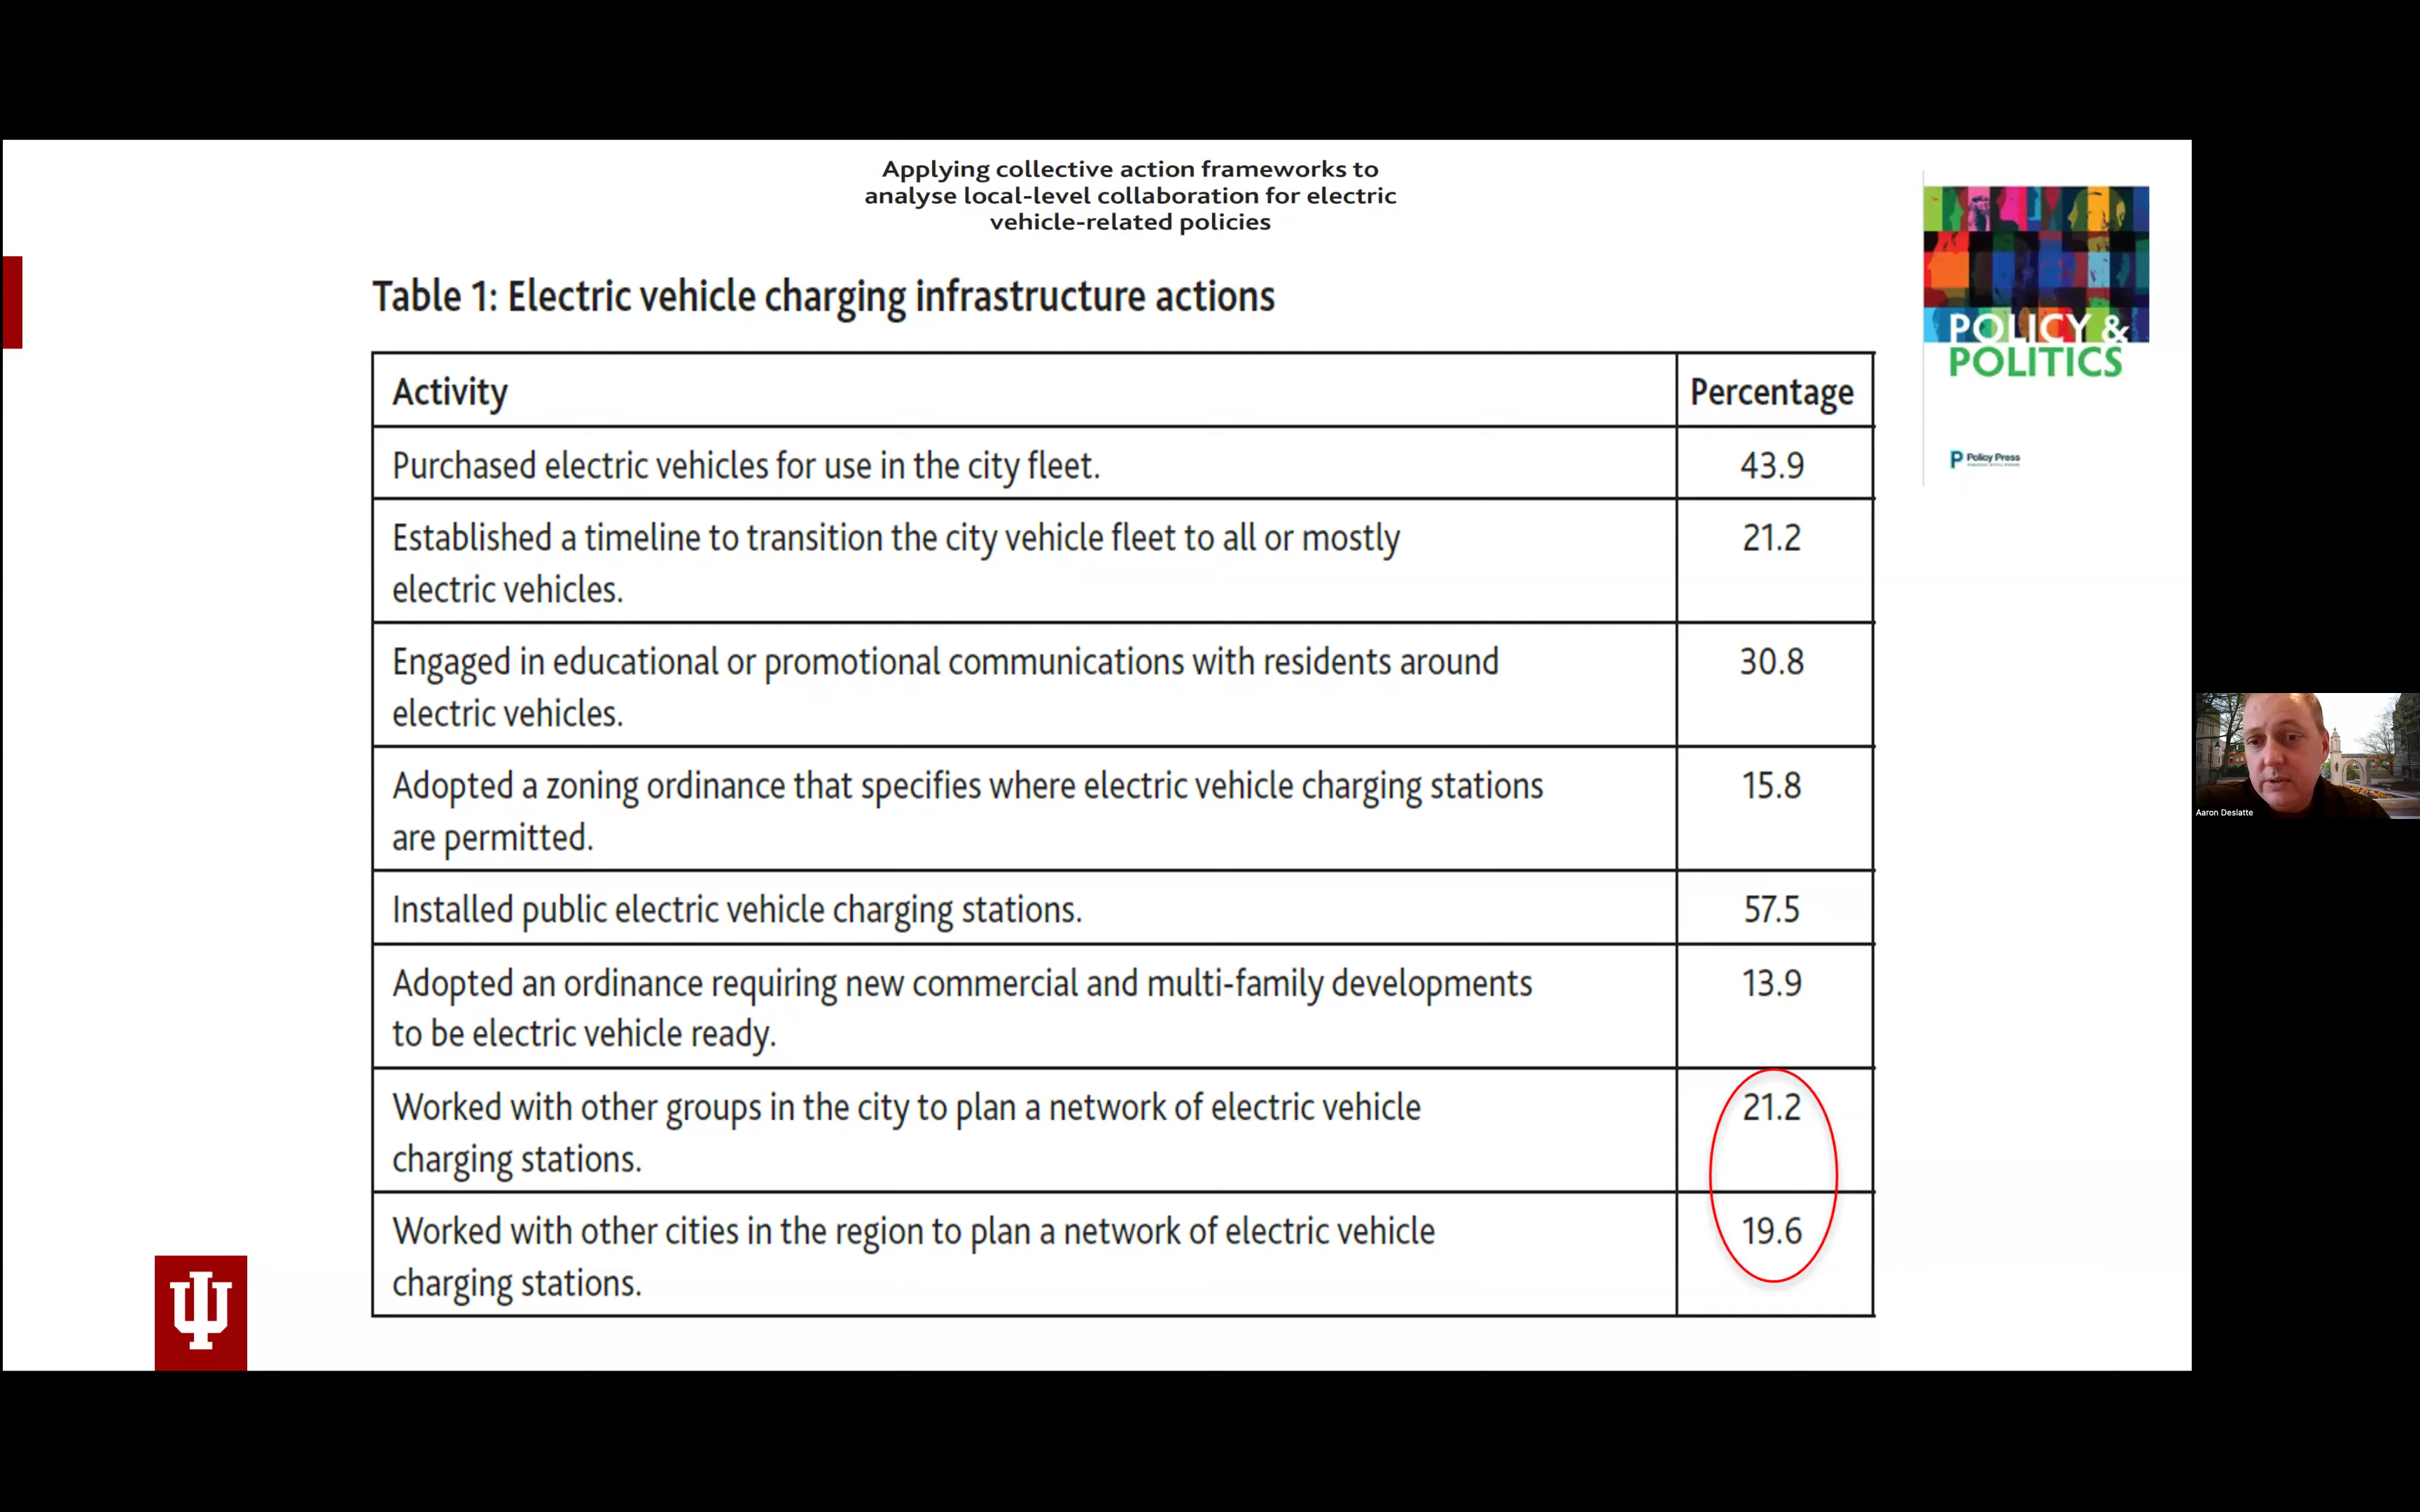 Applying collective action frameworks to
analyse local-level collaboration for electric
vehicle-related policies
POLICY &
POLITICS
Policy Press
Table 1: Electric vehicle charging infrastructure actions
Activity Percentage
Purchased electric vehicles for use in the city fleet. 43.9
Established a timeline to transition the city vehicle fleet to all or mostly 21.2
electric vehicles.
Engaged in educational or promotional communications with residents around 30.8
electric vehicles.
Adopted a zoning ordinance that specifies where electric vehicle charging stations 15.8
are permitted.
Installed public electric vehicle charging stations. 57.5
Adopted an ordinance requiring new commercial and multi-family developments 13.9
to be electric vehicle ready.
Worked with other groups in the city to plan a network of electric vehicle 21.2
charging stations.
Worked with other cities in the region to plan a network of electric vehicle 19.6
charging stations.
Aaron Deslatte